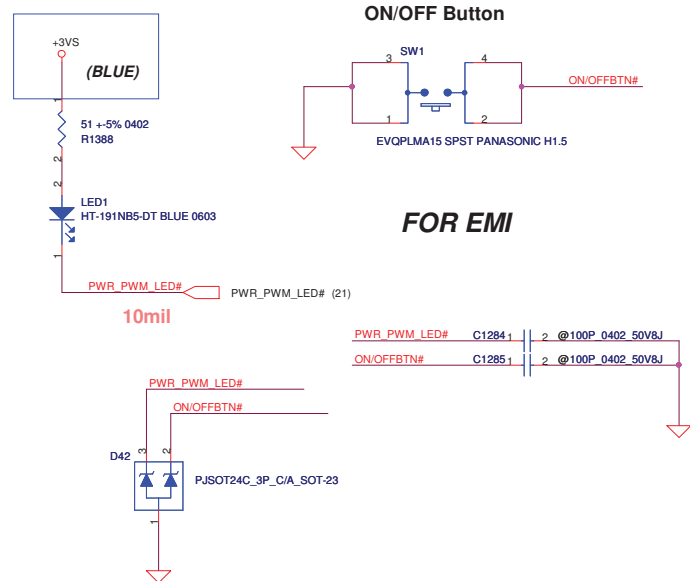 ON/OFF Button
+3VS
(BLUE)
1
51 +-5% 0402
R1388
2
2
LED1
HT-191NB5-DT BLUE 0603
1
PWR_PWM_LED#
PWR_PWM_LED# (21)
10mil
SW1
3
4
ON/OFFBTN#
1
2
EVQPLMA15 SPST PANASONIC H1.5
FOR EMI
PWR_PWM_LED#
C1284
1
2
@100P_0402_50V8J
ON/OFFBTN#
C1285
1
2
@100P_0402_50V8J
PWR_PWM_LED#
ON/OFFBTN#
D42
3
2
PJSOT24C_3P_C/A_SOT-23
1